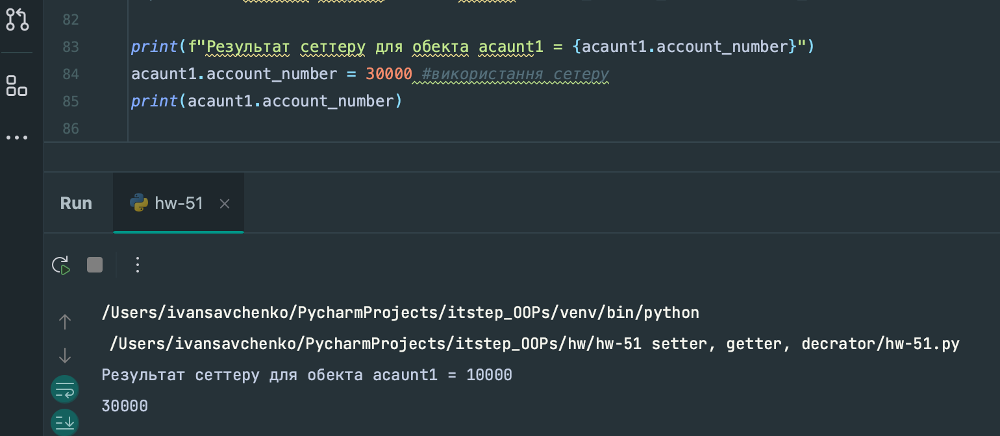 82
83 print(f"Результат сеттеру для обекта acaunt1 = {acaunt1.account_number}")
84 acaunt1.account_number = 30000 #використання сетеру
85 print(acaunt1.account_number)
86
Run hw-51
/Users/ivansavchenko/PycharmProjects/itstep_OOPs/venv/bin/python
/Users/ivansavchenko/PycharmProjects/itstep_OOPs/hw/hw-51 setter, getter, decrator/hw-51.py
Результат сеттеру для обекта acaunt1 = 10000
30000